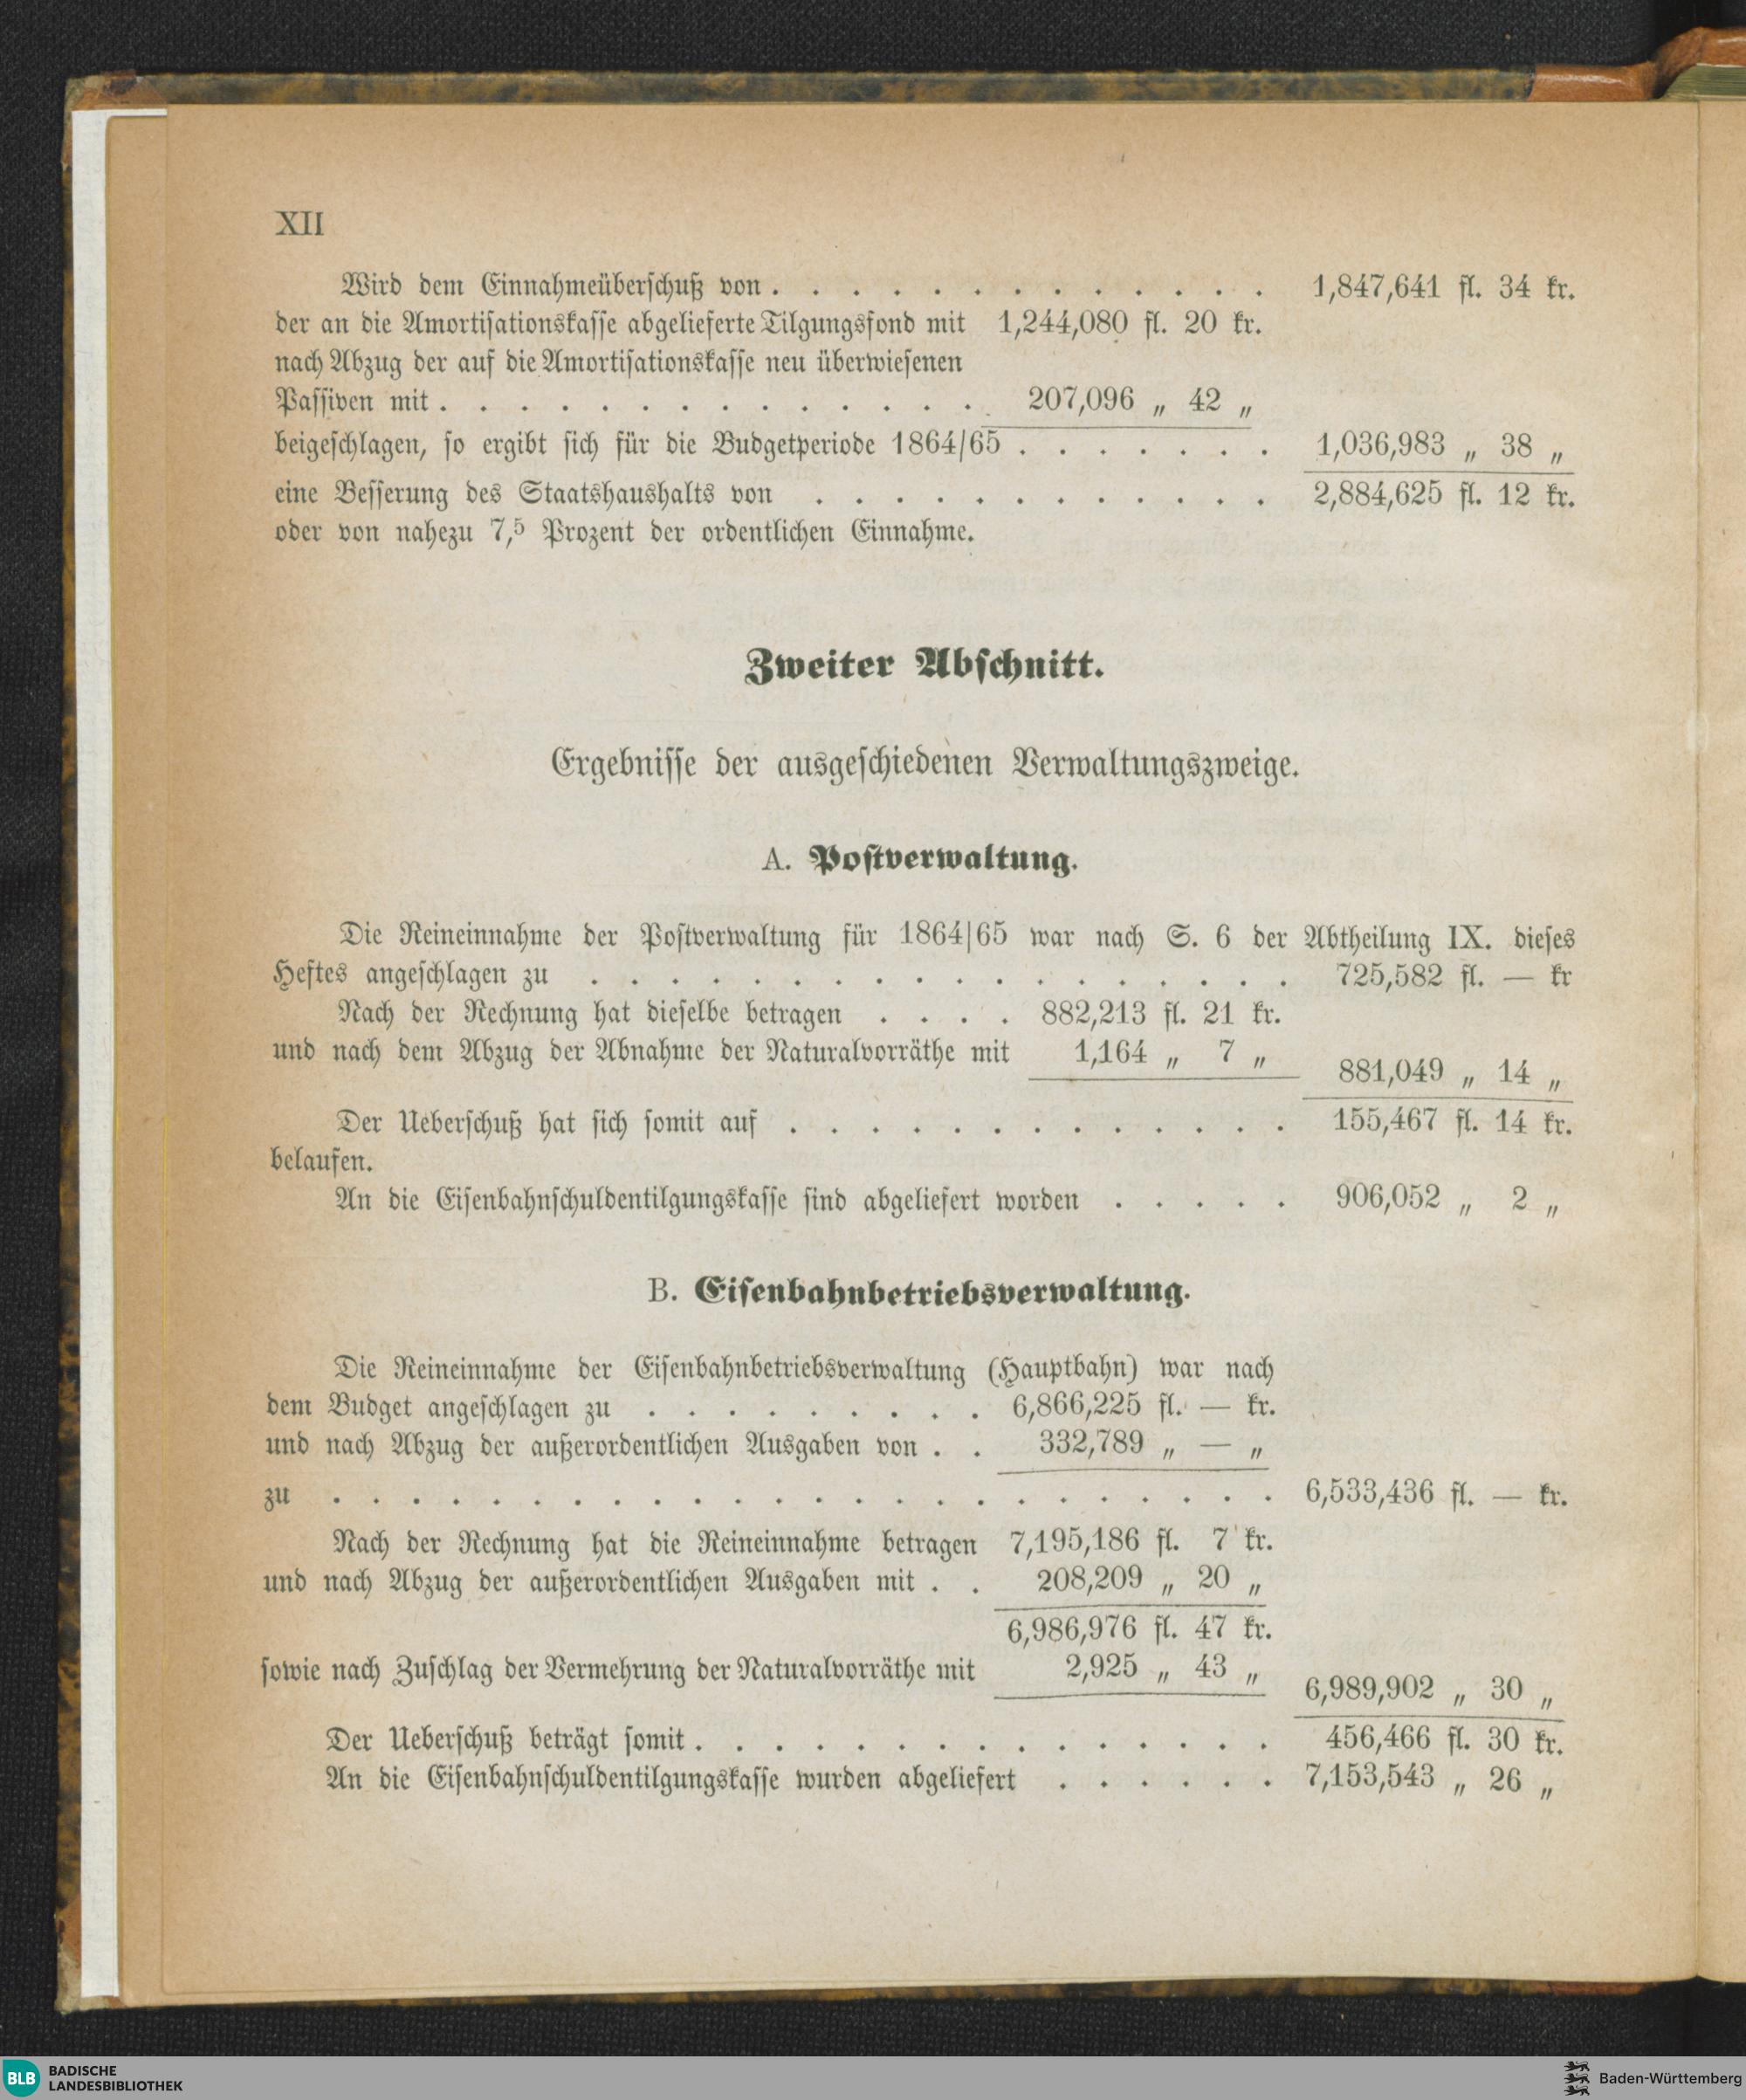 XII
Wird dem Einnahmeüberschuß von . . . . . . . . . . . . . 1,847,641 fl. 34 kr.
der an die Amortisationskasse abgelieferte Tilgungsfond mit 1,244,080 fl. 20 kr.
nach Abzug der auf die Amortisationskasse neu überwiesenen
Passiven mit . . . . . . . . . . . . . . 207,096 „ 42 „
beigeschlagen, so ergibt sich für die Budgetperiode 1864/65 . . . . . . . 1,036,983 „ 38 „
eine Besserung des Staatshaushalts von . . . . . . . . . . . . 2,884,625 fl. 12 kr.
oder von nahezu 7,5 Prozent der ordentlichen Einnahme.
Zweiter Abschnitt.
Ergebnisse der ausgeschiedenen Verwaltungszweige.
A. Postverwaltung.
Die Reineinnahme der Postverwaltung für 1864/65 war nach S. 6 der Abtheilung IX. dieses
Heftes angeschlagen zu . . . . . . . . . . . . . . . . . . 725,582 fl. — kr
Nach der Rechnung hat dieselbe betragen . . . . 882,213 fl. 21 kr.
und nach dem Abzug der Abnahme der Naturalvorräthe mit 1,164 „ 7 „
881,049 „ 14 „
Der Ueberschuß hat sich somit auf . . . . . . . . . . . . . 155,467 fl. 14 kr.
belaufen.
An die Eisenbahnschuldentilgungskasse sind abgeliefert worden . . . . . 906,052 „ 2 „
B. Eisenbahnbetriebsverwaltung.
Die Reineinnahme der Eisenbahnbetriebsverwaltung (Hauptbahn) war nach
dem Budget angeschlagen zu . . . . . . . . . 6,866,225 fl. — kr.
und nach Abzug der außerordentlichen Ausgaben von . . 332,789 „ — „
zu . . . . . . . . . . . . . . . . . . . . . . . . 6,533,436 fl. — kr.
Nach der Rechnung hat die Reineinnahme betragen 7,195,186 fl. 7 kr.
und nach Abzug der außerordentlichen Ausgaben mit . . 208,209 „ 20 „
6,986,976 fl. 47 kr.
sowie nach Zuschlag der Vermehrung der Naturalvorräthe mit 2,925 „ 43 „
6,989,902 „ 30 „
Der Ueberschuß beträgt somit . . . . . . . . . . . . . . . 456,466 fl. 30 kr.
An die Eisenbahnschuldentilgungskasse wurden abgeliefert . . . . . . 7,153,543 „ 26 „
BLB BADISCHE
LANDESBIBLIOTHEK
Baden-Württemberg